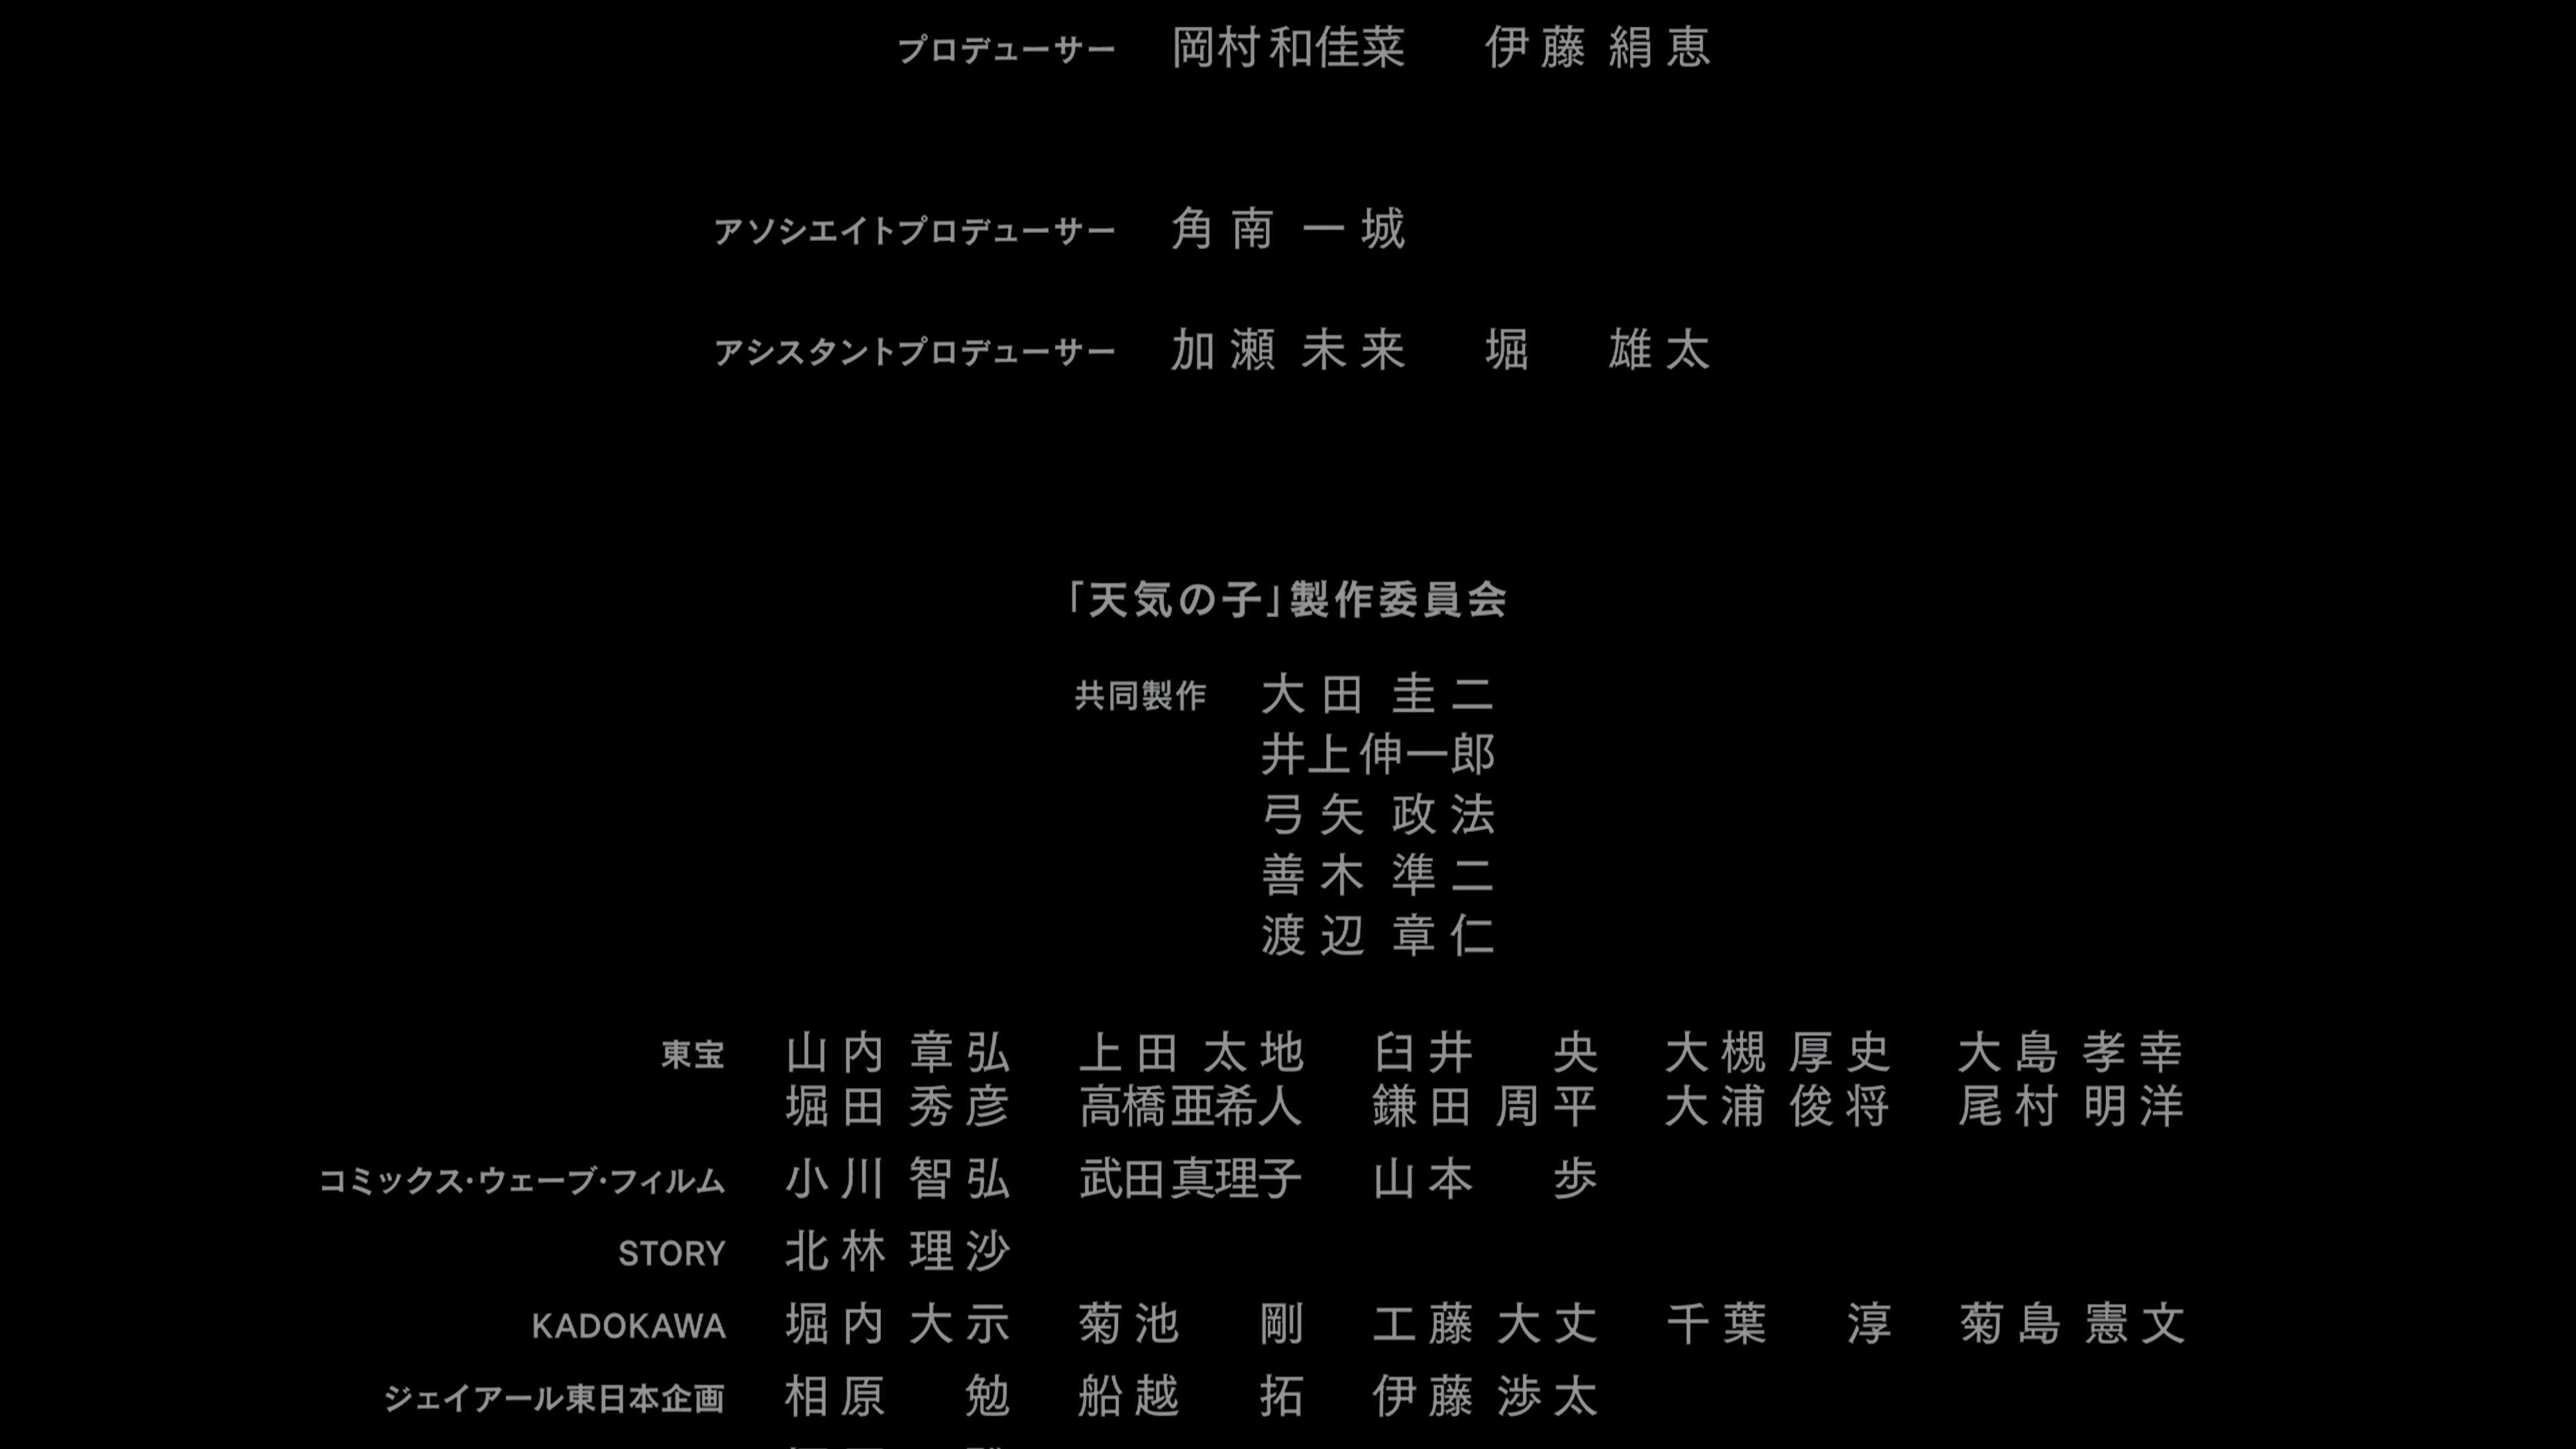 プロデューサー 岡村和佳菜 伊藤 絹恵
アソシエイトプロデューサー 角南 一城
アシスタントプロデューサー 加瀬 未来 堀 雄太
「天気の子」製作委員会
共同製作 大田 圭二
井上伸一郎
弓矢 政法
善木 準二
渡辺 章仁
東宝 山内 章弘 上田 太地 臼井 央 大槻 厚史 大島 孝幸
堀田 秀彦 高橋亜希人 鎌田 周平 大浦 俊将 尾村 明洋
コミックス・ウェーブ・フィルム 小川 智弘 武田真理子 山本 歩
STORY 北林 理沙
KADOKAWA 堀内 大示 菊池 剛 工藤 大丈 千葉 淳 菊島 憲文
ジェイアール東日本企画 相原 勉 船越 拓 伊藤 渉太